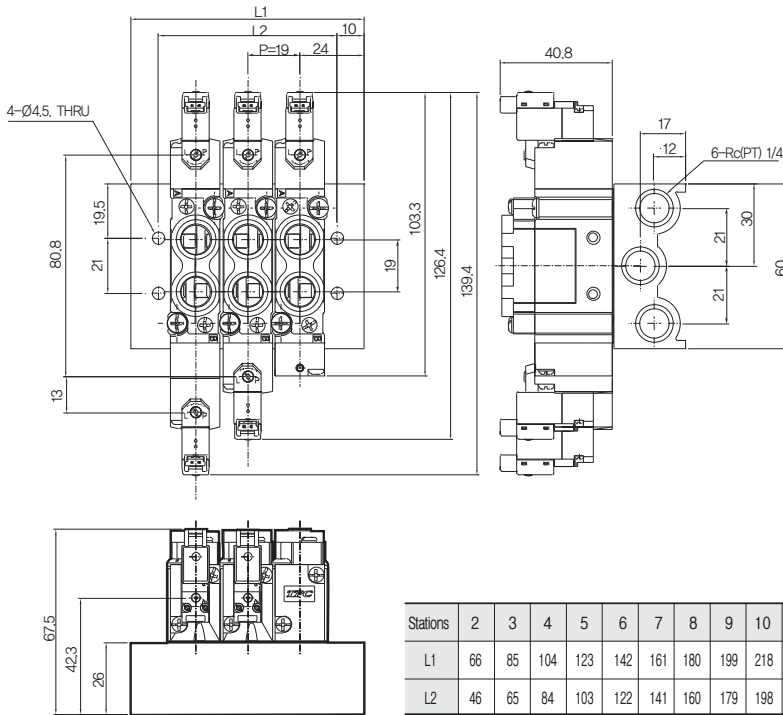 L1
L2
10
P=19
24
4-Ø4.5, THRU
19.5
80.8
21
13
19
103.3
126.4
139.4
A
A
B
B
L P
L P
L P
L P
L P
40.8
17
12
6-Rc(PT) 1/4
21
30
21
60
67.5
42.3
26
TPC
Stations 2 3 4 5 6 7 8 9 10
L1 66 85 104 123 142 161 180 199 218
L2 46 65 84 103 122 141 160 179 198